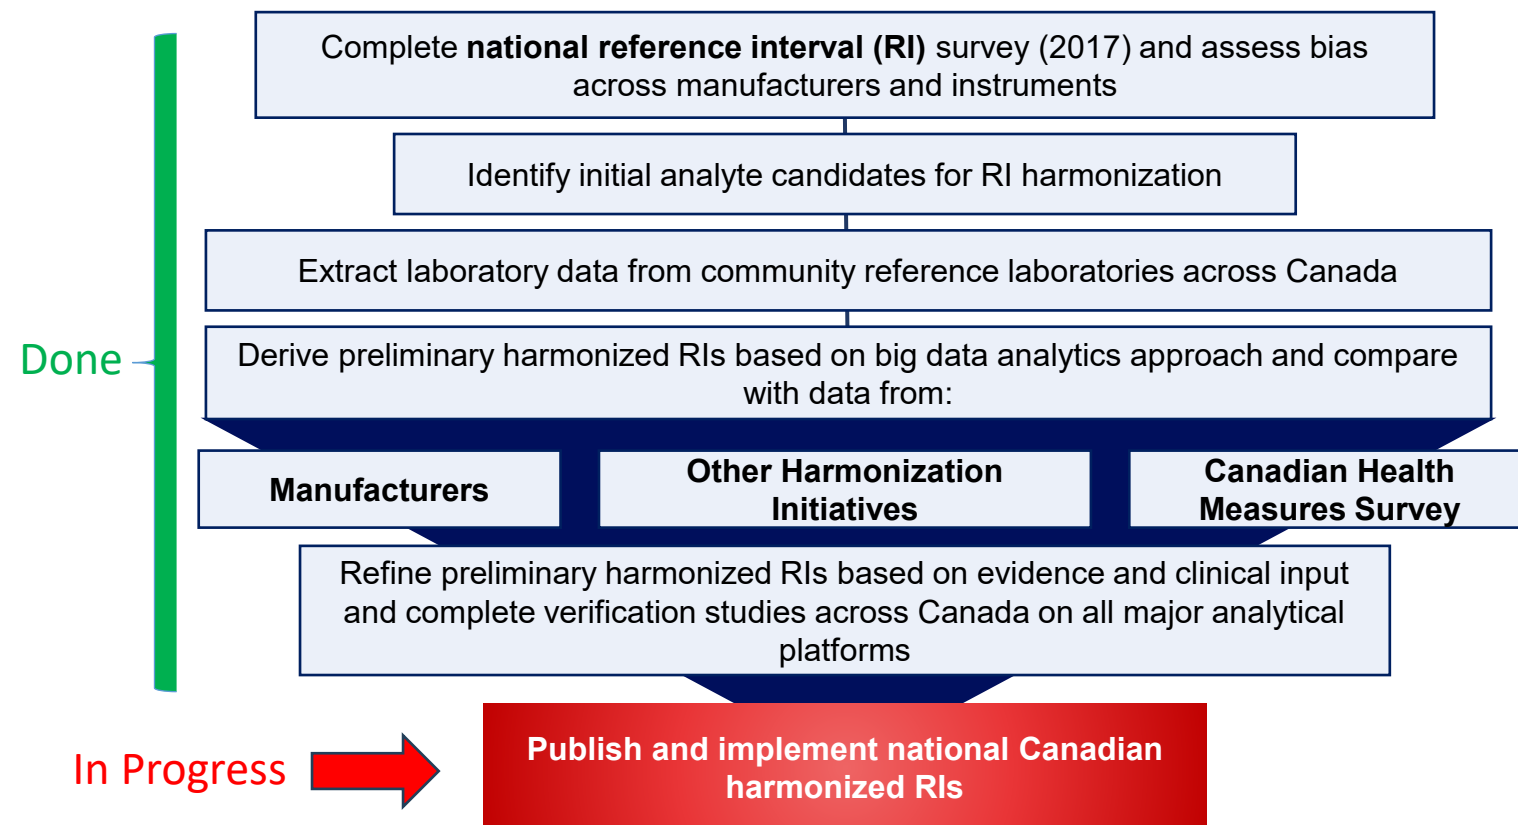 Complete national reference interval (RI) survey (2017) and assess bias
across manufacturers and instruments
Identify initial analyte candidates for RI harmonization
Extract laboratory data from community reference laboratories across Canada
Done
Derive preliminary harmonized RIs based on big data analytics approach and compare
with data from:
Manufacturers
Other Harmonization
Initiatives
Canadian Health
Measures Survey
Refine preliminary harmonized RIs based on evidence and clinical input
and complete verification studies across Canada on all major analytical
platforms
In Progress
Publish and implement national Canadian
harmonized RIs